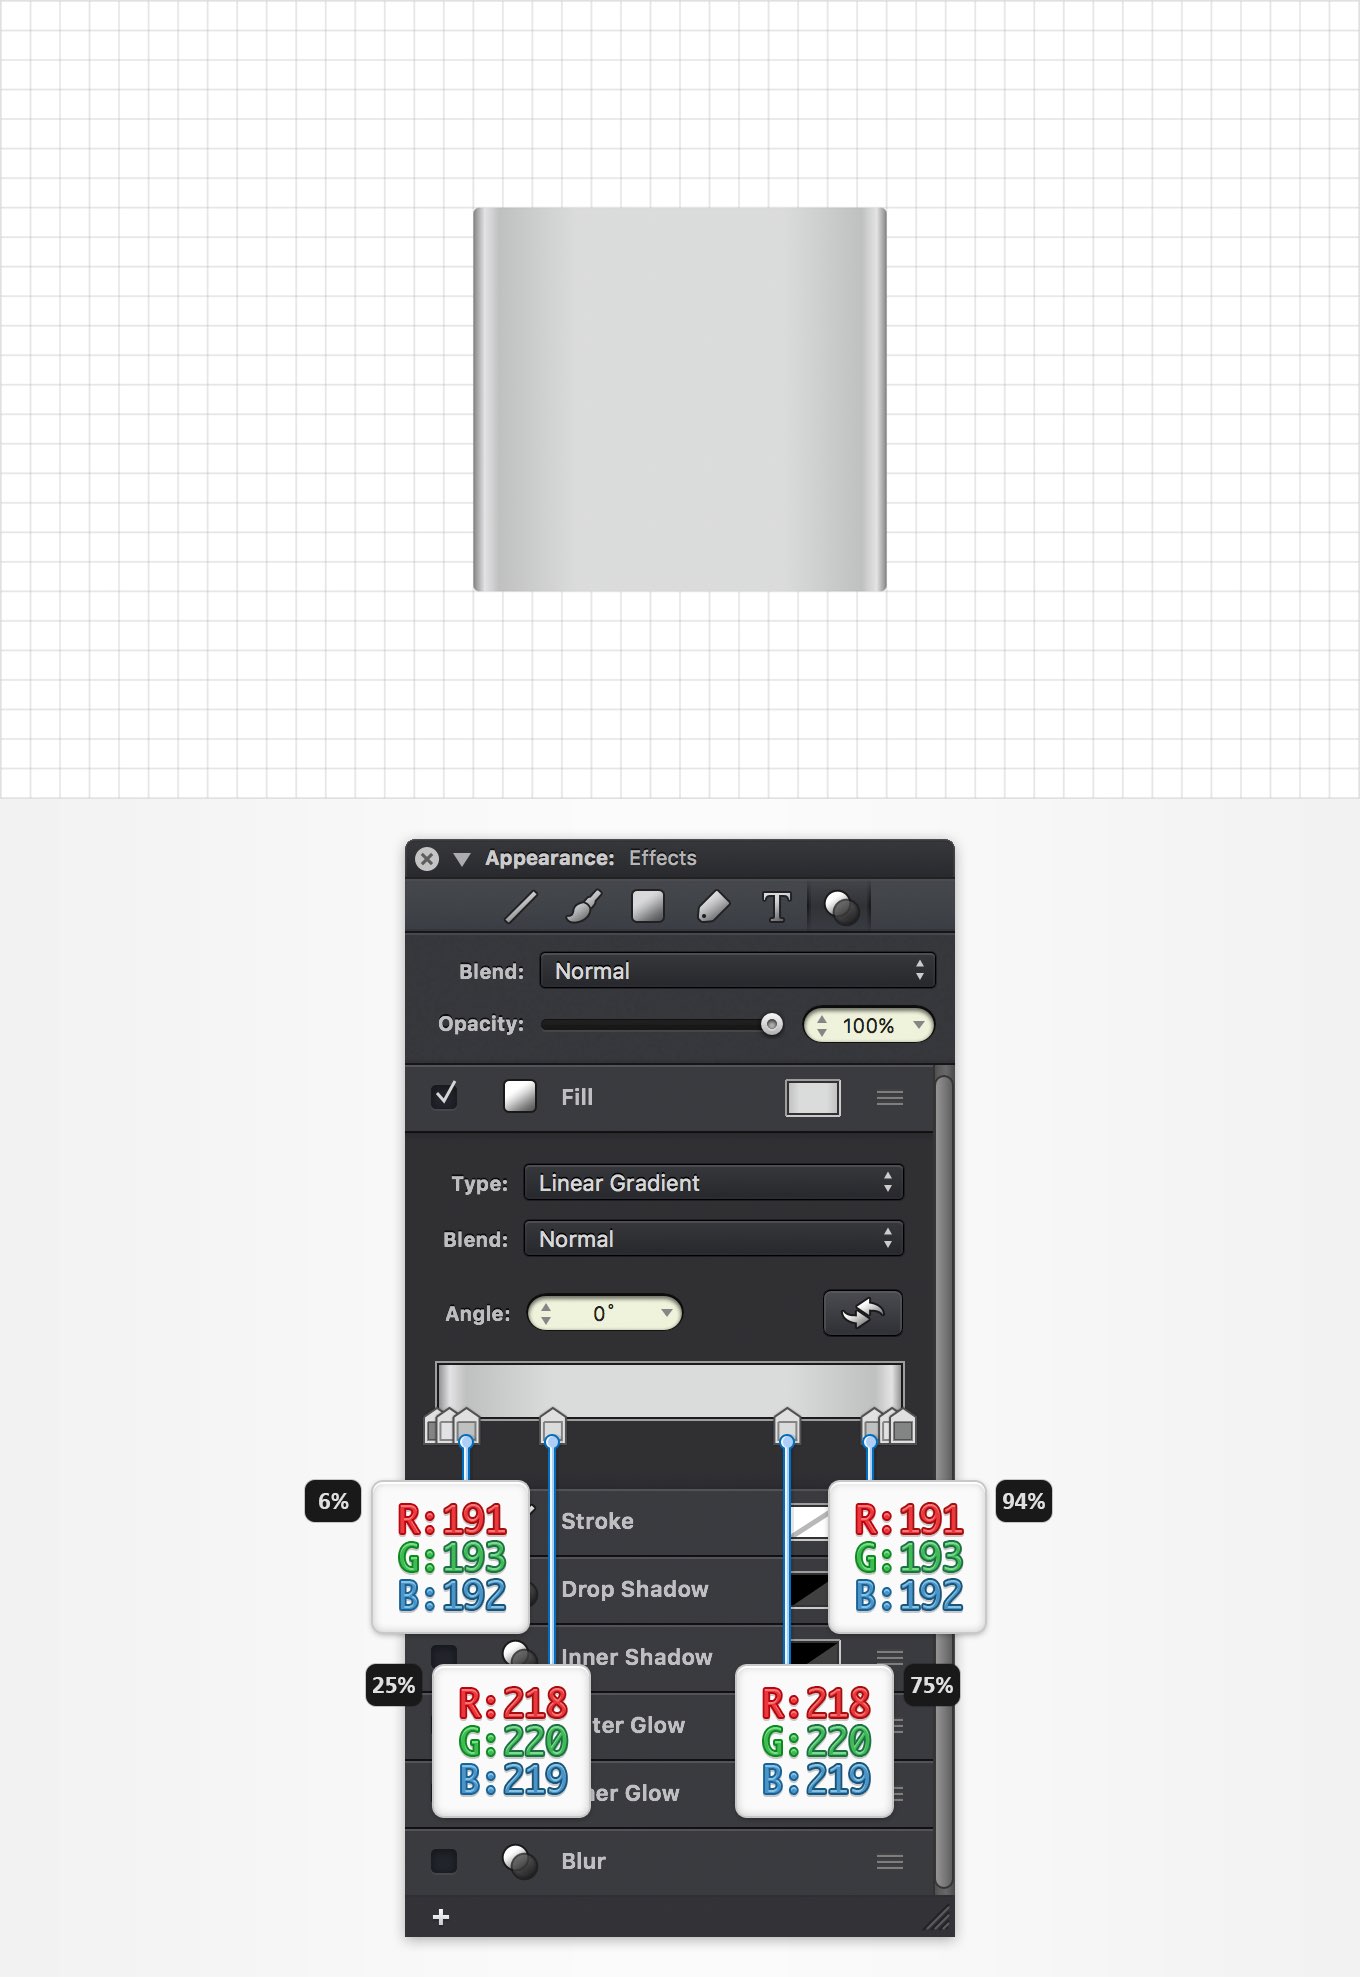 Appearance: Effects
T
Blend: Normal
Opacity: 100%
Fill
Type: Linear Gradient
Blend: Normal
Angle: 0°
6%
R:191
G:193
B:192
94%
R:191
G:193
B:192
Stroke
Drop Shadow
Inner Shadow
25%
R:218
G:220
B:219
75%
R:218
G:220
B:219
ter Glow
ner Glow
Blur
+